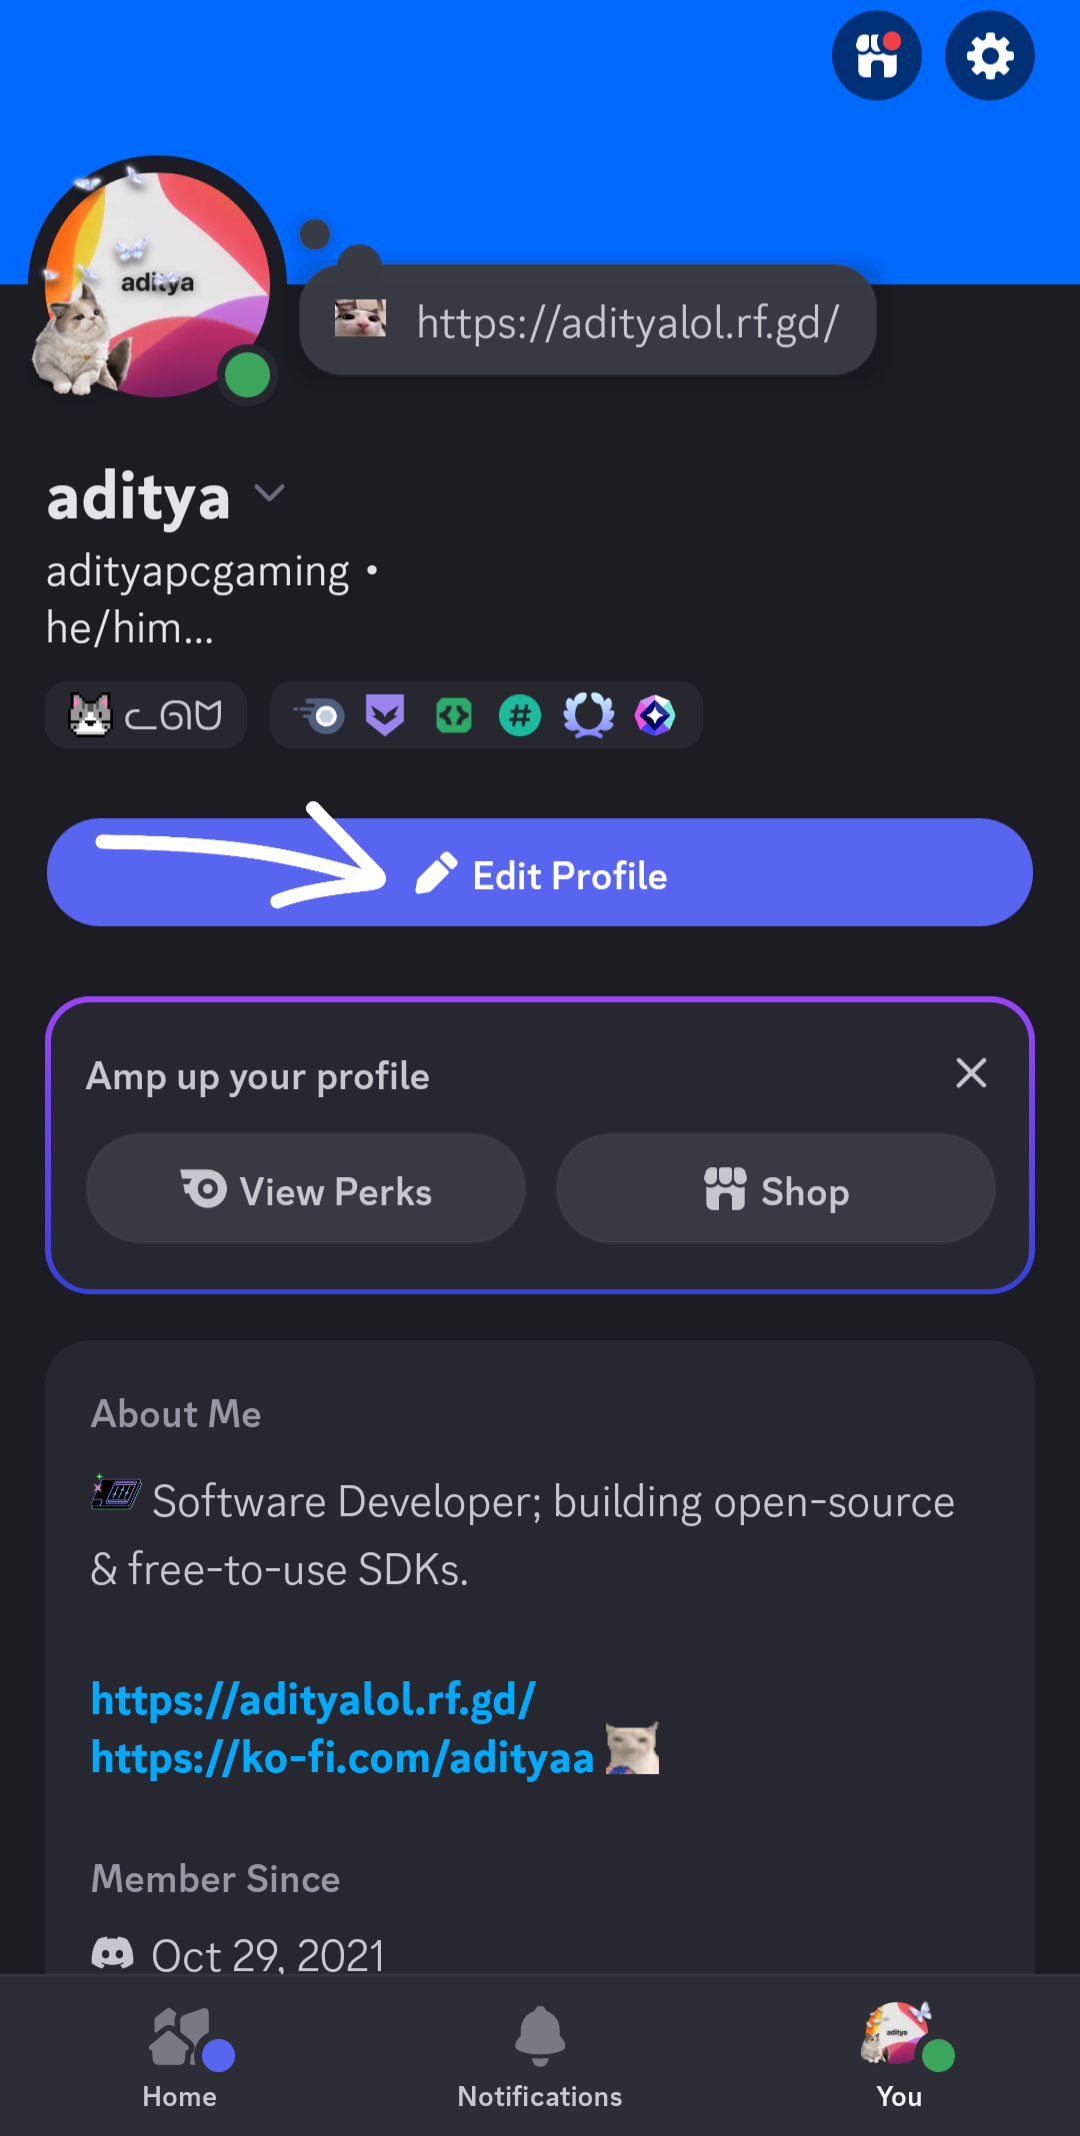 aditya
https://adityalol.rf.gd/
aditya
adityapcgaming •
he/him...
ᓚᘏᗢ
Edit Profile
Amp up your profile
View Perks
Shop
About Me
Software Developer; building open-source
& free-to-use SDKs.
https://adityalol.rf.gd/
https://ko-fi.com/adityaa
Member Since
Oct 29, 2021
aditya
Home
Notifications
You